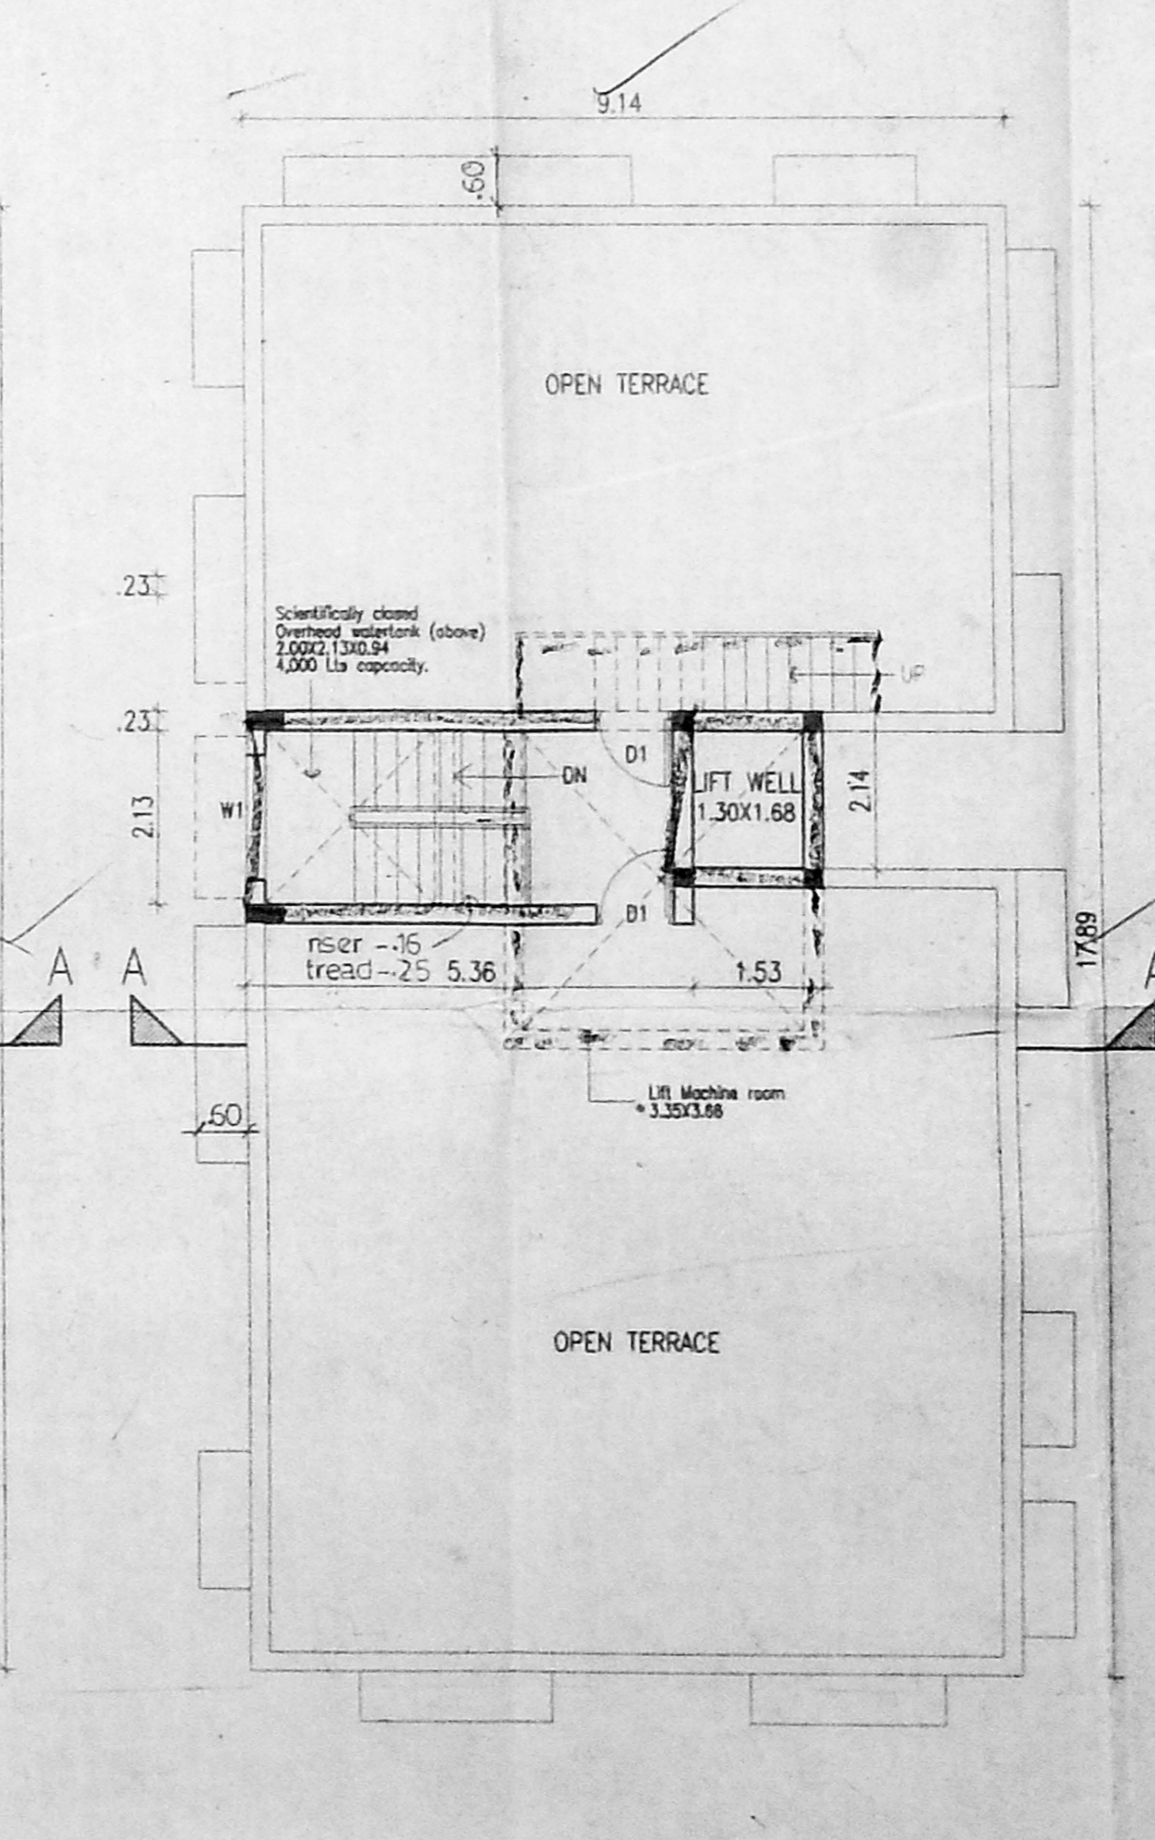 9.14
.60
OPEN TERRACE
.23
Scientifically closed
Overhead watertank (above)
2.00X2.13X0.94
4,000 Lts capcacity.
UP
.23
D1
DN
LIFT WELL
1.30X1.68
W1
2.13
2.14
D1
riser -.16
tread-.25
5.36
1.53
17.89
A
A
A
Lift Machine room
3.35X3.68
.60
OPEN TERRACE